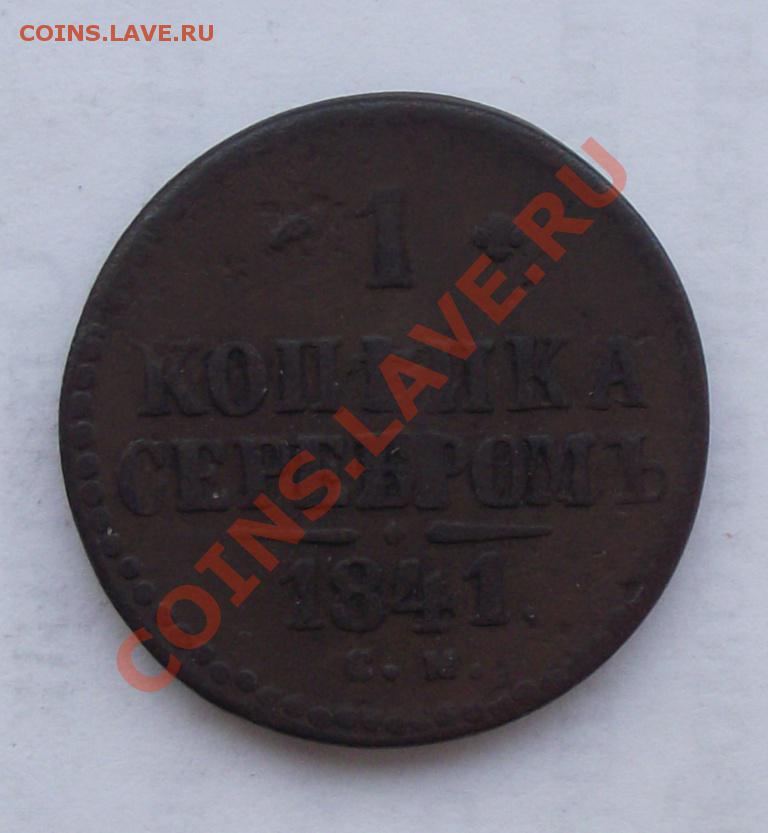 COINS.LAVE.RU
1
КОПѢЙКА
СЕРЕБРОМЪ
1841.
С. М.
COINS.LAVE.RU